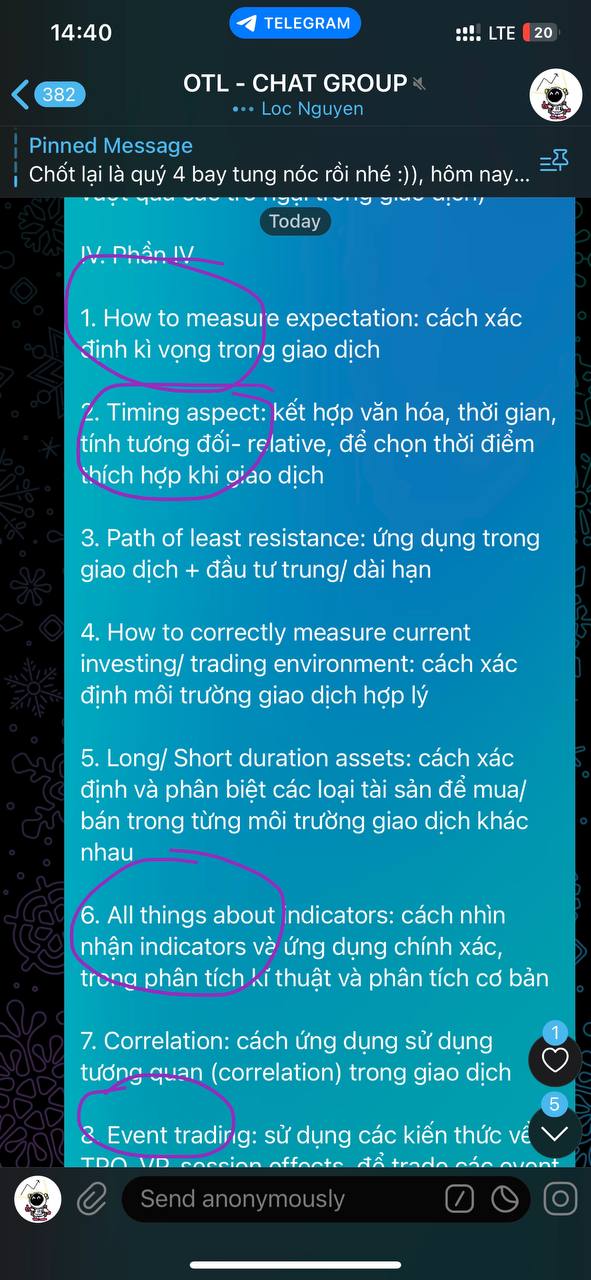 14:40
TELEGRAM
LTE
20
382
OTL - CHAT GROUP
Loc Nguyen
Pinned Message
Chốt lại là quý 4 bay tung nóc rồi nhé :)), hôm nay...
vượt qua các trở ngại trong giao dịch)
Today
IV. Phần IV
1. How to measure expectation: cách xác
định kì vọng trong giao dịch
2. Timing aspect: kết hợp văn hóa, thời gian,
tính tương đối- relative, để chọn thời điểm
thích hợp khi giao dịch
3. Path of least resistance: ứng dụng trong
giao dịch + đầu tư trung/ dài hạn
4. How to correctly measure current
investing/ trading environment: cách xác
định môi trường giao dịch hợp lý
5. Long/ Short duration assets: cách xác
định và phân biệt các loại tài sản để mua/
bán trong từng môi trường giao dịch khác
nhau
6. All things about indicators: cách nhìn
nhận indicators và ứng dụng chính xác,
trong phân tích kĩ thuật và phân tích cơ bản
7. Correlation: cách ứng dụng sử dụng
tương quan (correlation) trong giao dịch
1
5
8. Event trading: sử dụng các kiến thức về
TPO, VP, session effects, để trade các event
Send anonymously